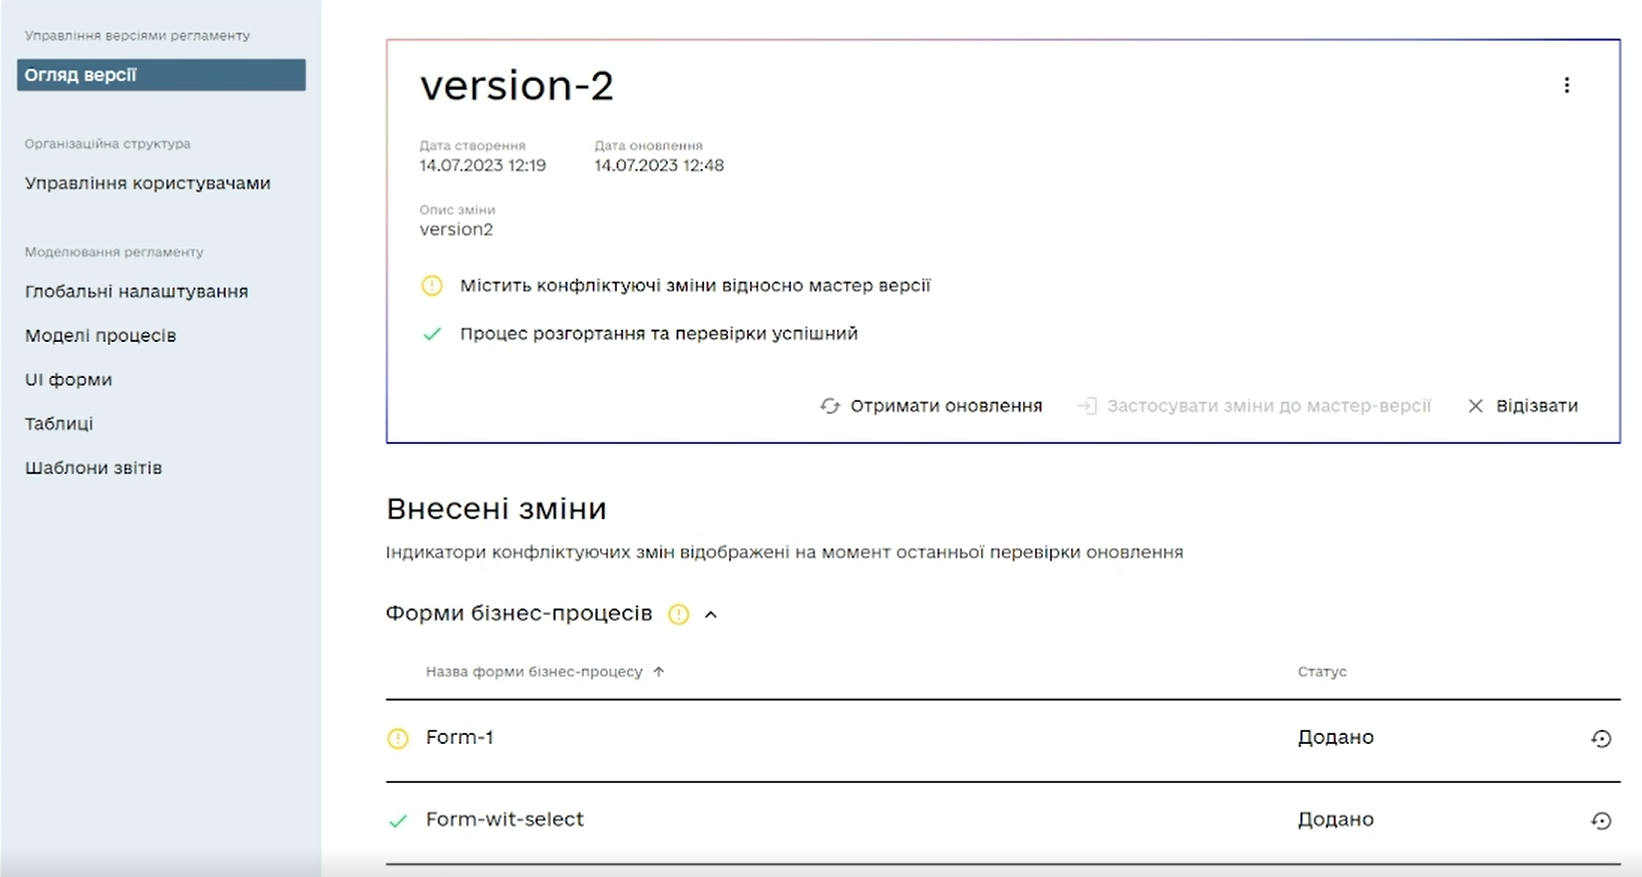 Управління версіями регламенту
Огляд версії
Організаційна структура
Управління користувачами
Моделювання регламенту
Глобальні налаштування
Моделі процесів
UI форми
Таблиці
Шаблони звітів
version-2
Дата створення Дата оновлення
14.07.2023 12:19 14.07.2023 12:48
Опис зміни
version2
Містить конфліктуючі зміни відносно мастер версії
Процес розгортання та перевірки успішний
Отримати оновлення Застосувати зміни до мастер-версії Відізвати
Внесені зміни
Індикатори конфліктуючих змін відображені на момент останньої перевірки оновлення
Форми бізнес-процесів
Назва форми бізнес-процесу Статус
Form-1 Додано
Form-wit-select Додано